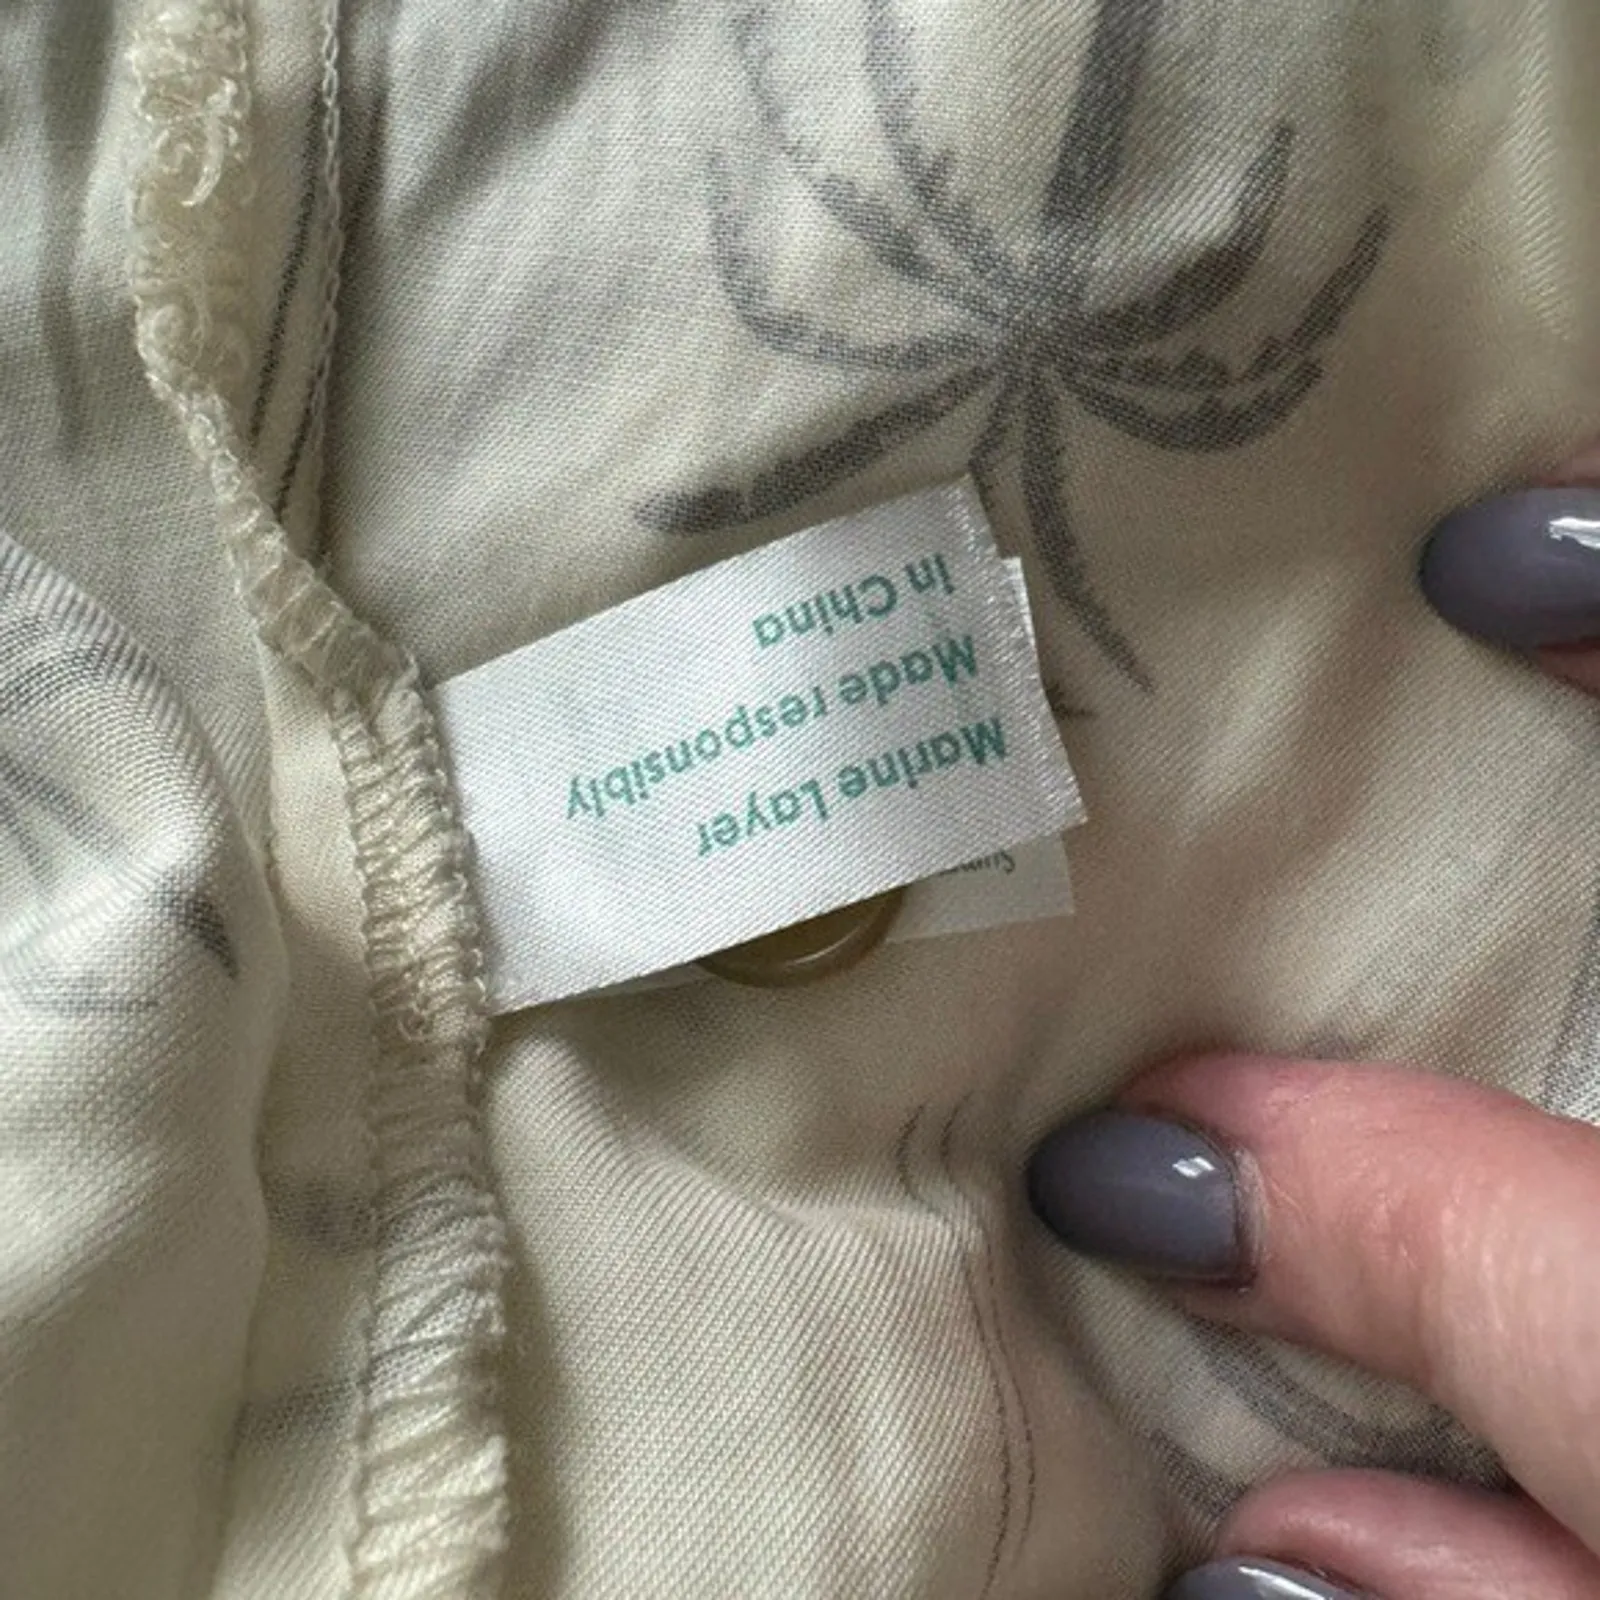 Marine Layer
Made responsibly
in China